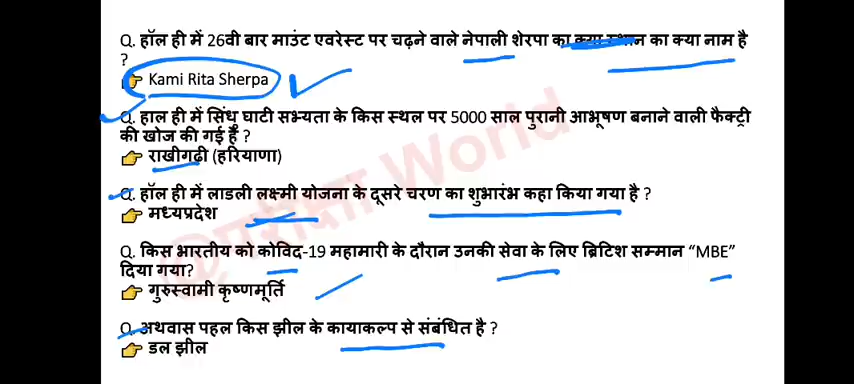 Q. हॉल ही में 26वी बार माउंट एवरेस्ट पर चढ़ने वाले नेपाली शेरपा का क्या स्थान का क्या नाम है
?
👉 Kami Rita Sherpa
Q. हाल ही में सिंधु घाटी सभ्यता के किस स्थल पर 5000 साल पुरानी आभूषण बनाने वाली फैक्ट्री
की खोज की गई है ?
👉 राखीगढ़ी (हरियाणा)
Q. हॉल ही में लाडली लक्ष्मी योजना के दूसरे चरण का शुभारंभ कहा किया गया है ?
👉 मध्यप्रदेश
Q. किस भारतीय को कोविद-19 महामारी के दौरान उनकी सेवा के लिए ब्रिटिश सम्मान “MBE”
दिया गया?
👉 गुरुस्वामी कृष्णमूर्ति
Q. अथवास पहल किस झील के कायाकल्प से संबंधित है ?
👉 डल झील
@परीक्षा World